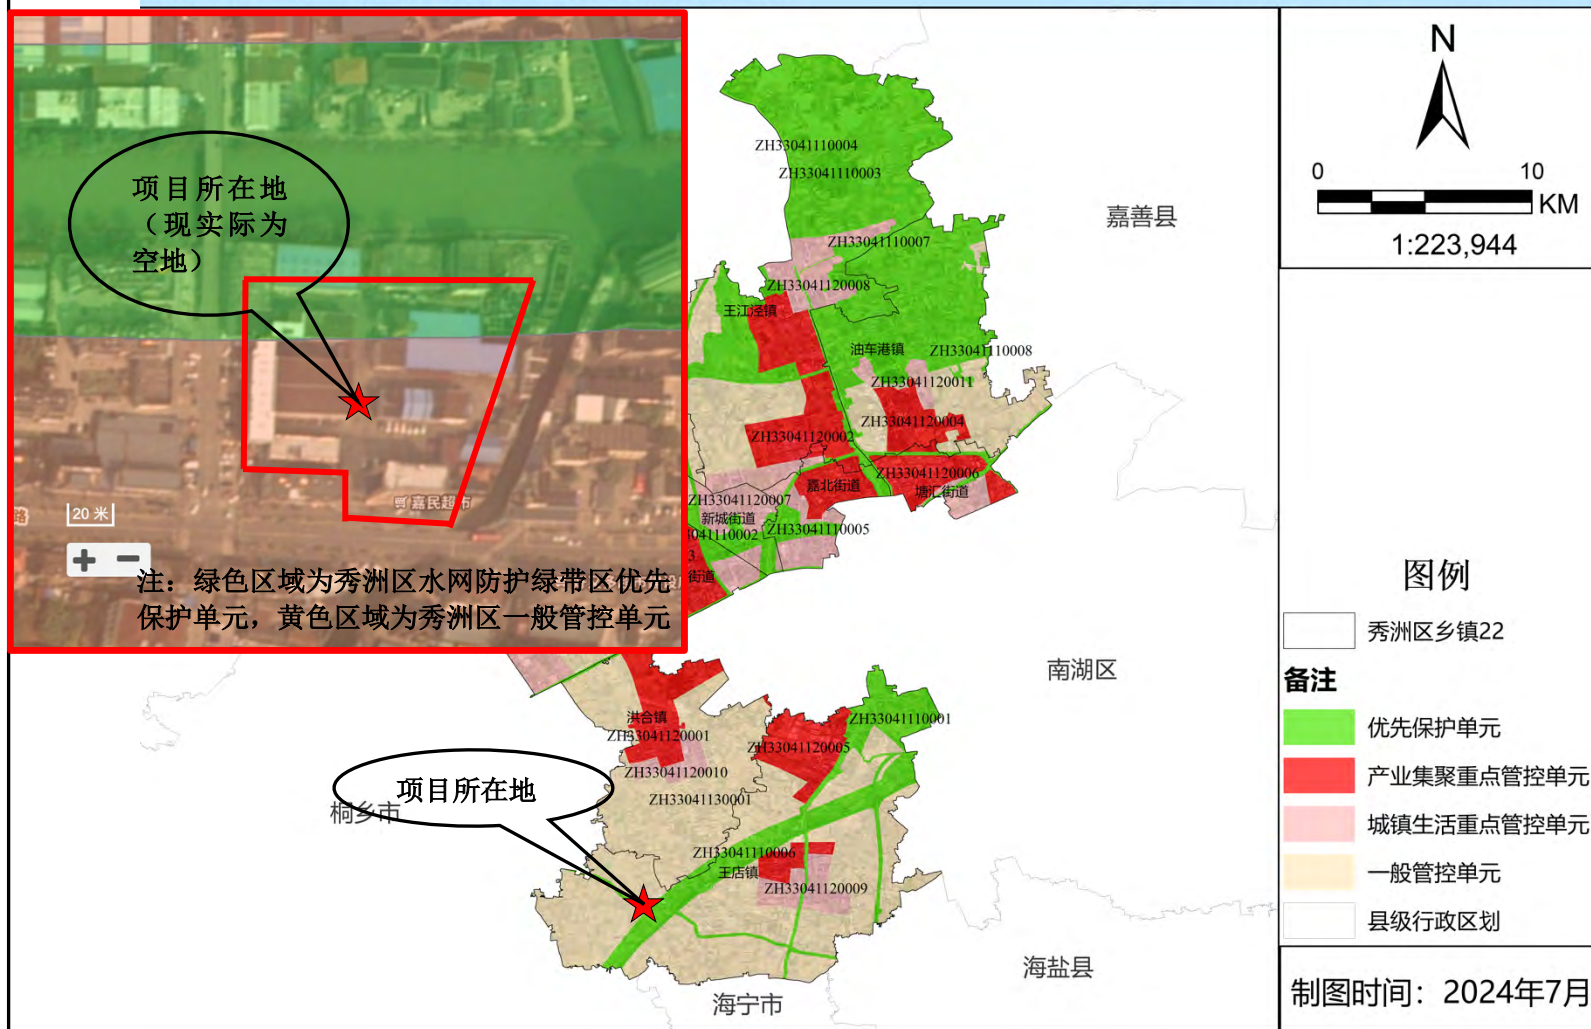 项目所在地
（现实际为
空地）
路
嘉民超市
20 米
注：绿色区域为秀洲区水网防护绿带区优先
保护单元，黄色区域为秀洲区一般管控单元
ZH33041110004
ZH33041110003
嘉善县
ZH33041110007
ZH33041120008
王江泾镇
油车港镇
ZH33041110008
ZH33041120011
ZH33041120004
ZH33041120002
ZH33041120006
嘉北街道
塘汇街道
ZH33041120007
新城街道
ZH33041110005
041110002
3
街道
南湖区
洪合镇
ZH33041120001
ZH33041110001
ZH33041120005
ZH33041120010
ZH33041130001
项目所在地
桐乡市
ZH33041110006
王店镇
ZH33041120009
海盐县
海宁市
N
0 10
KM
1:223,944
图例
秀洲区乡镇22
备注
优先保护单元
产业集聚重点管控单元
城镇生活重点管控单元
一般管控单元
县级行政区划
制图时间：2024年7月